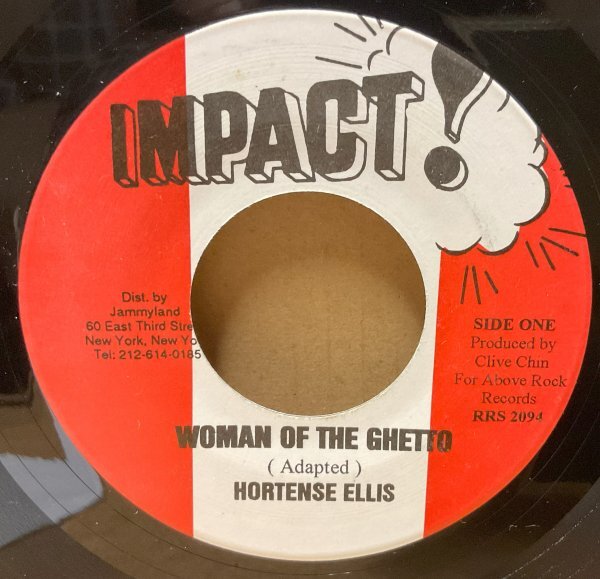 IMPACT!
Dist. by
Jammyland
60 East Third Stre
New York, New Yo
Tel: 212-614-0185
SIDE ONE
Produced by
Clive Chin
For Above Rock
Records
RRS 2094
WOMAN OF THE GHETTO
( Adapted )
HORTENSE ELLIS